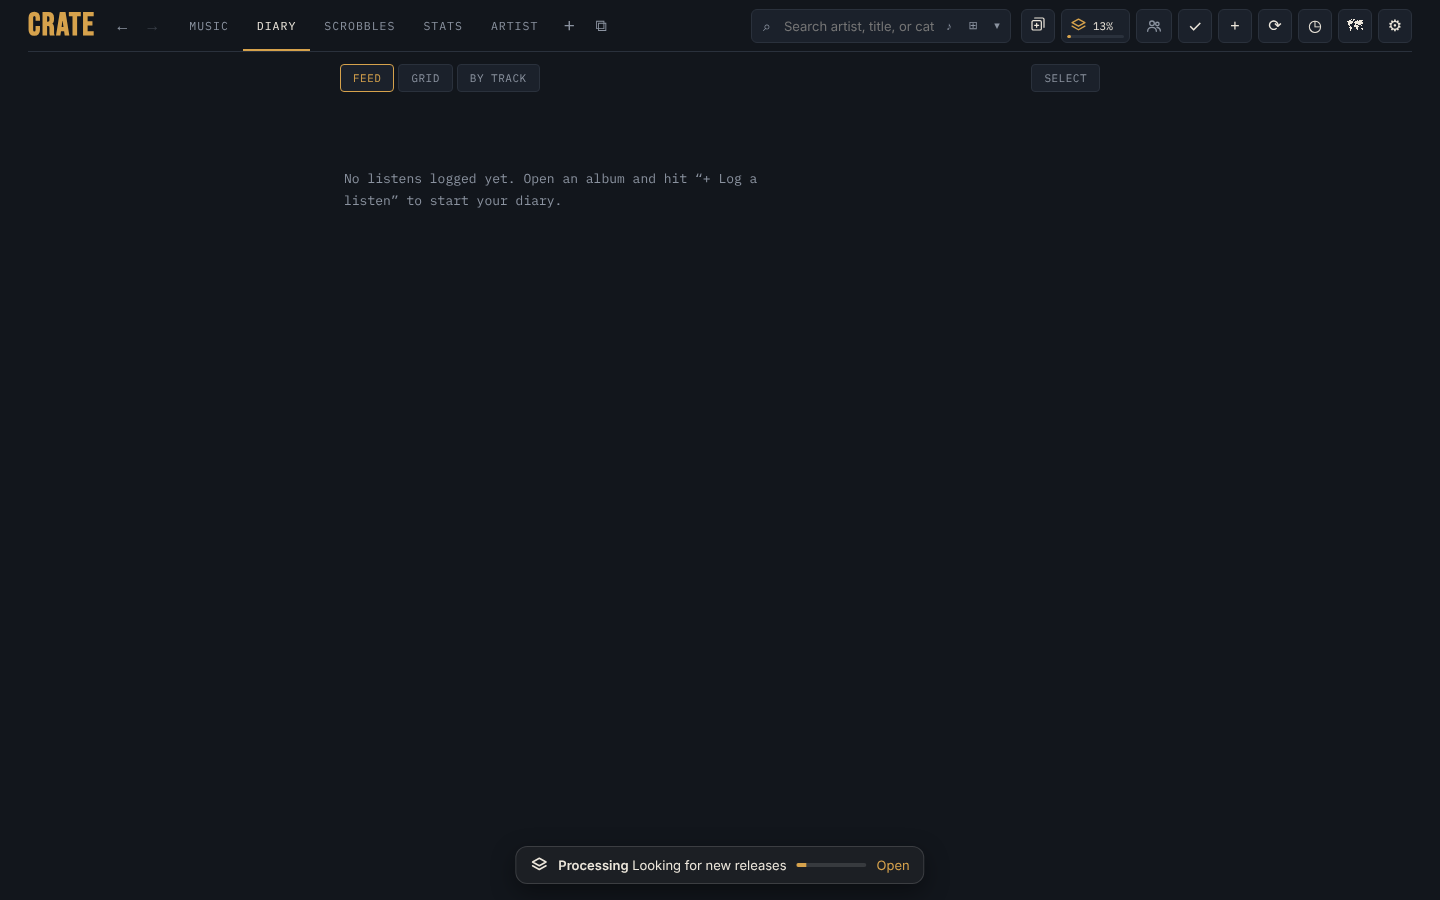 CRATE
MUSIC
DIARY
SCROBBLES
STATS
ARTIST
Search artist, title, or cat
13%
FEED
GRID
BY TRACK
SELECT
No listens logged yet. Open an album and hit “+ Log a
listen” to start your diary.
Processing Looking for new releases
Open